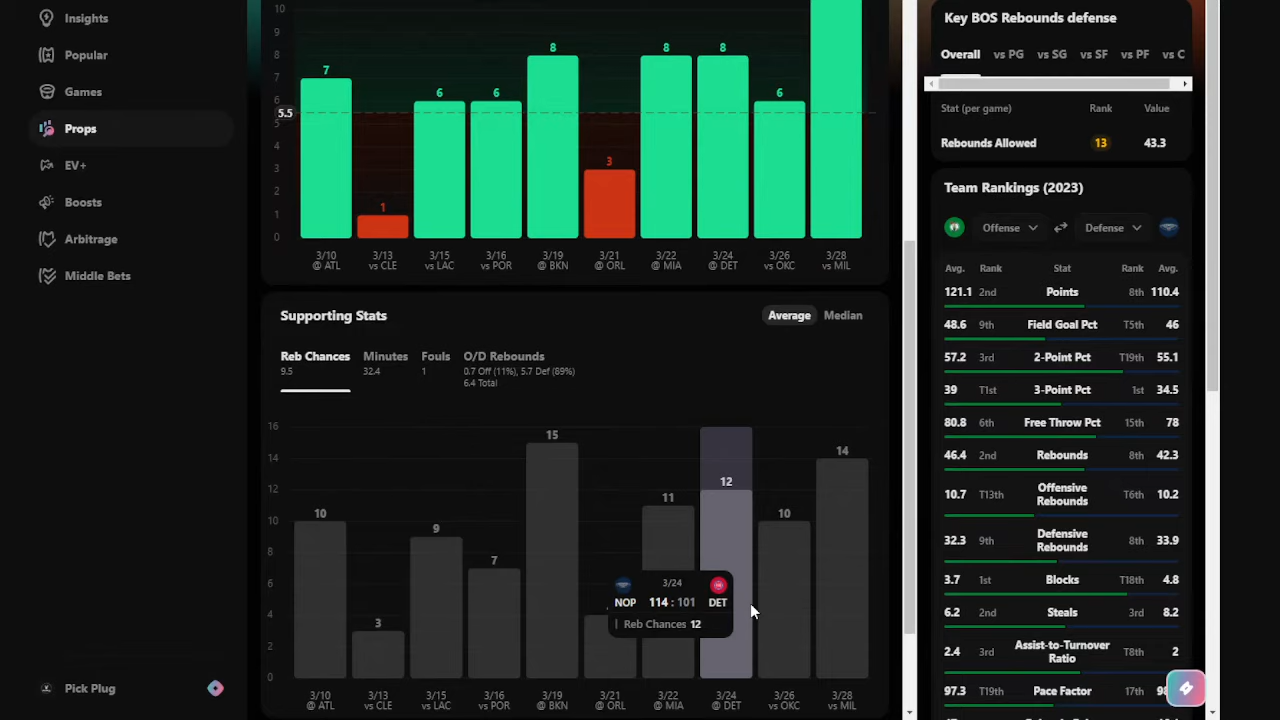 Insights
Popular
Games
Props
EV+
Boosts
Arbitrage
Middle Bets
Pick Plug
10
9
8
7
6
5.5
5
4
3
2
1
0
7
1
6
6
8
3
8
8
6
3/10 3/13 3/15 3/16 3/19 3/21 3/22 3/24 3/26 3/28
@ ATL vs CLE vs LAC vs POR @ BKN @ ORL @ MIA @ DET vs OKC vs MIL
Supporting Stats
Average Median
Reb Chances Minutes Fouls O/D Rebounds
9.5 32.4 1 0.7 Off (11%), 5.7 Def (89%)
6.4 Total
16
14
12
10
8
6
4
2
0
10
3
9
7
15
11
12
10
14
3/24
NOP 114 : 101 DET
Reb Chances 12
3/10 3/13 3/15 3/16 3/19 3/21 3/22 3/24 3/26 3/28
@ ATL vs CLE vs LAC vs POR @ BKN @ ORL @ MIA @ DET vs OKC vs MIL
Key BOS Rebounds defense
Overall vs PG vs SG vs SF vs PF vs C
Stat (per game) Rank Value
Rebounds Allowed 13 43.3
Team Rankings (2023)
Offense Defense
Avg. Rank Stat Rank Avg.
121.1 2nd Points 8th 110.4
48.6 9th Field Goal Pct T5th 46
57.2 3rd 2-Point Pct T19th 55.1
39 T1st 3-Point Pct 1st 34.5
80.8 6th Free Throw Pct 15th 78
46.4 2nd Rebounds 8th 42.3
10.7 T13th Offensive Rebounds T6th 10.2
32.3 9th Defensive Rebounds 8th 33.9
3.7 1st Blocks T18th 4.8
6.2 2nd Steals 3rd 8.2
2.4 3rd Assist-to-Turnover Ratio T8th 2
97.3 T19th Pace Factor 17th